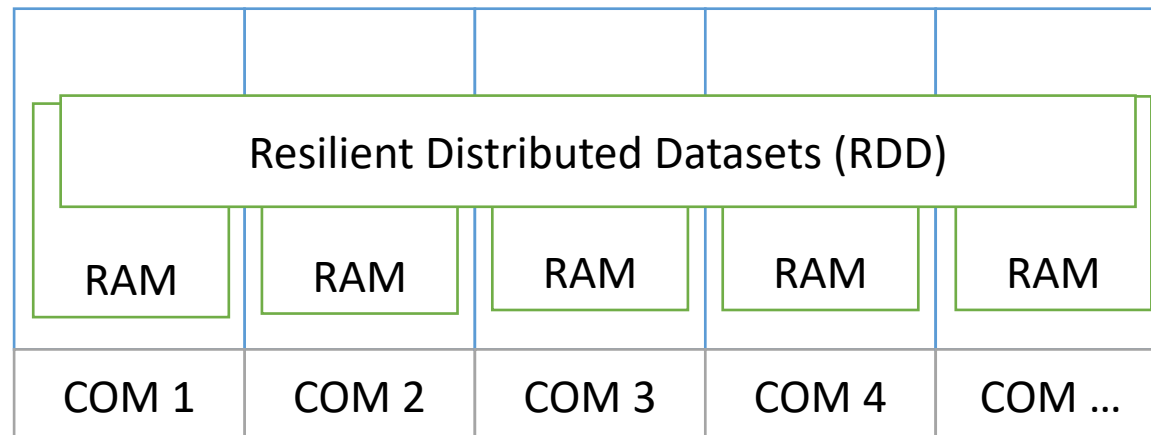 Resilient Distributed Datasets (RDD)
RAM RAM RAM RAM RAM
COM 1 COM 2 COM 3 COM 4 COM …